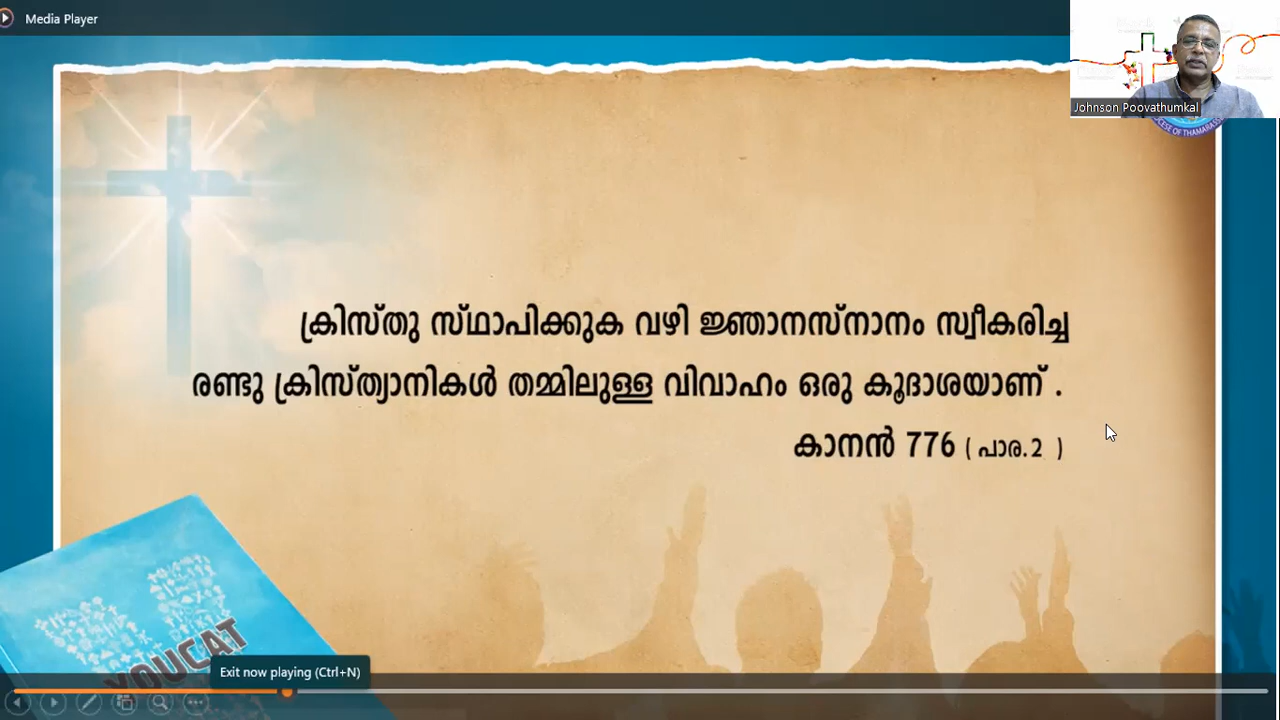 Media Player
Johnson Poovathumkal
ക്രിസ്തു സ്ഥാപിക്കുക വഴി ജ്ഞാനസ്നാനം സ്വീകരിച്ച
രണ്ടു ക്രിസ്ത്യാനികൾ തമ്മിലുള്ള വിവാഹം ഒരു കൂദാശയാണ് .
കാനൻ 776 ( പാര.2 )
YOUCAT
Exit now playing (Ctrl+N)